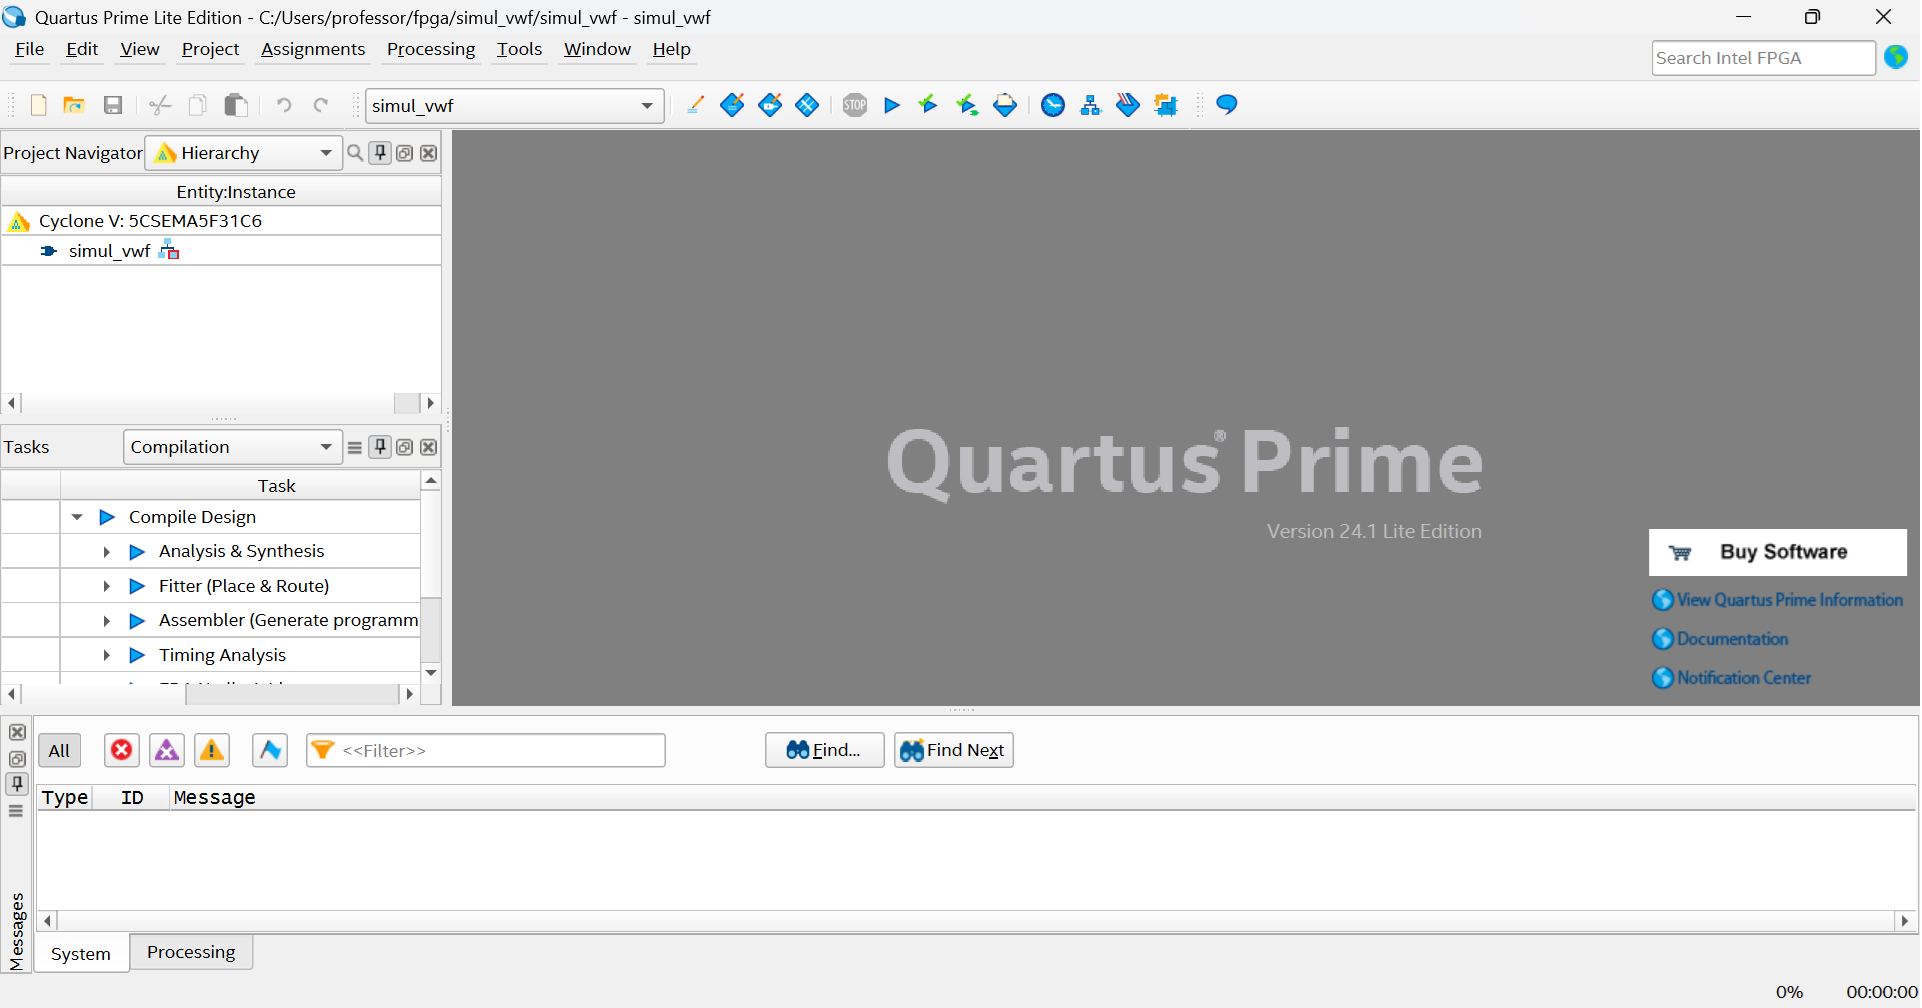 Quartus Prime Lite Edition - C:/Users/professor/fpga/simul_vwf/simul_vwf - simul_vwf
File Edit View Project Assignments Processing Tools Window Help
Search Intel FPGA
simul_vwf
STOP
Project Navigator Hierarchy
Entity:Instance
Cyclone V: 5CSEMA5F31C6
simul_vwf
Tasks Compilation
Task
Compile Design
Analysis & Synthesis
Fitter (Place & Route)
Assembler (Generate programm
Timing Analysis
Quartus® Prime
Version 24.1 Lite Edition
Buy Software
View Quartus Prime Information
Documentation
Notification Center
All <<Filter>> Find... Find Next
Type ID Message
Messages
System Processing
0% 00:00:00